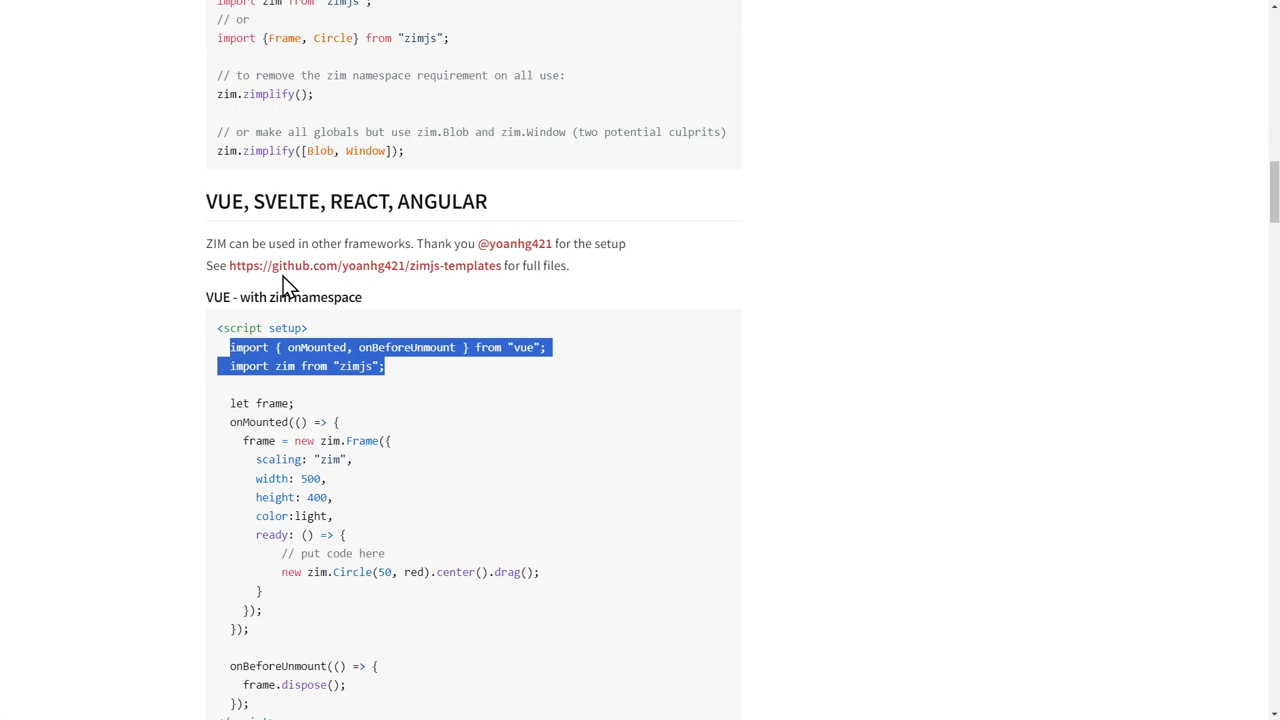 import zim from "zimjs";
// or
import {Frame, Circle} from "zimjs";
// to remove the zim namespace requirement on all use:
zim.zimplify();
// or make all globals but use zim.Blob and zim.Window (two potential culprits)
zim.zimplify([Blob, Window]);
VUE, SVELTE, REACT, ANGULAR
ZIM can be used in other frameworks. Thank you @yoanhg421 for the setup
See https://github.com/yoanhg421/zimjs-templates for full files.
VUE - with zim namespace
<script setup>
import { onMounted, onBeforeUnmount } from "vue";
import zim from "zimjs";
let frame;
onMounted(() => {
frame = new zim.Frame({
scaling: "zim",
width: 500,
height: 400,
color:light,
ready: () => {
// put code here
new zim.Circle(50, red).center().drag();
}
});
});
onBeforeUnmount(() => {
frame.dispose();
});